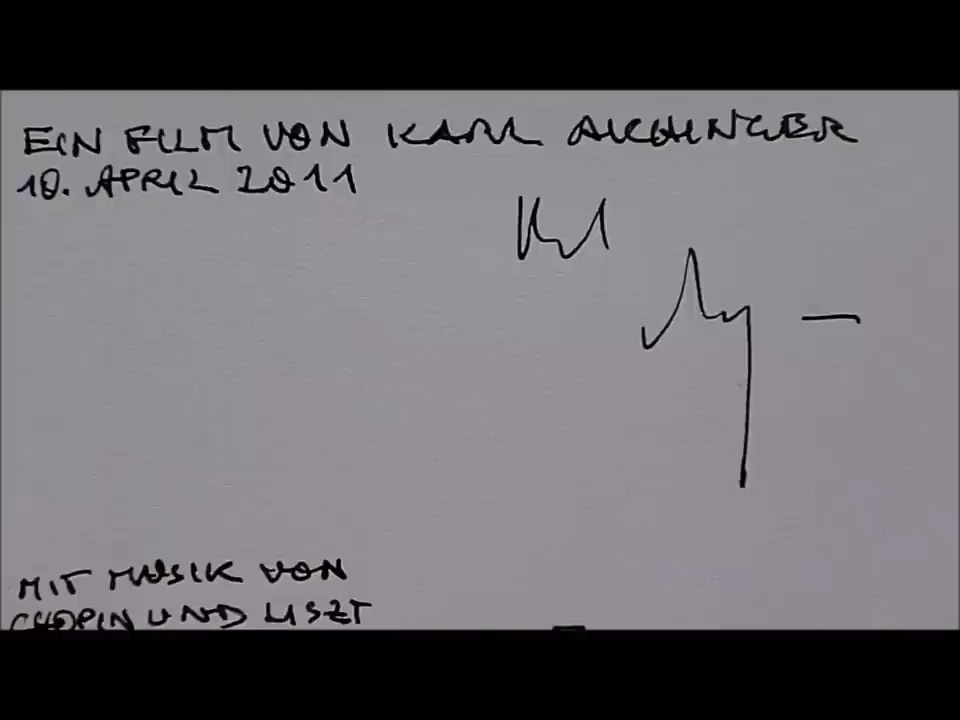 EIN FILM VON KARL AICHINGER
10. APRIL 2011
MIT MUSIK VON
CHOPIN UND LISZT